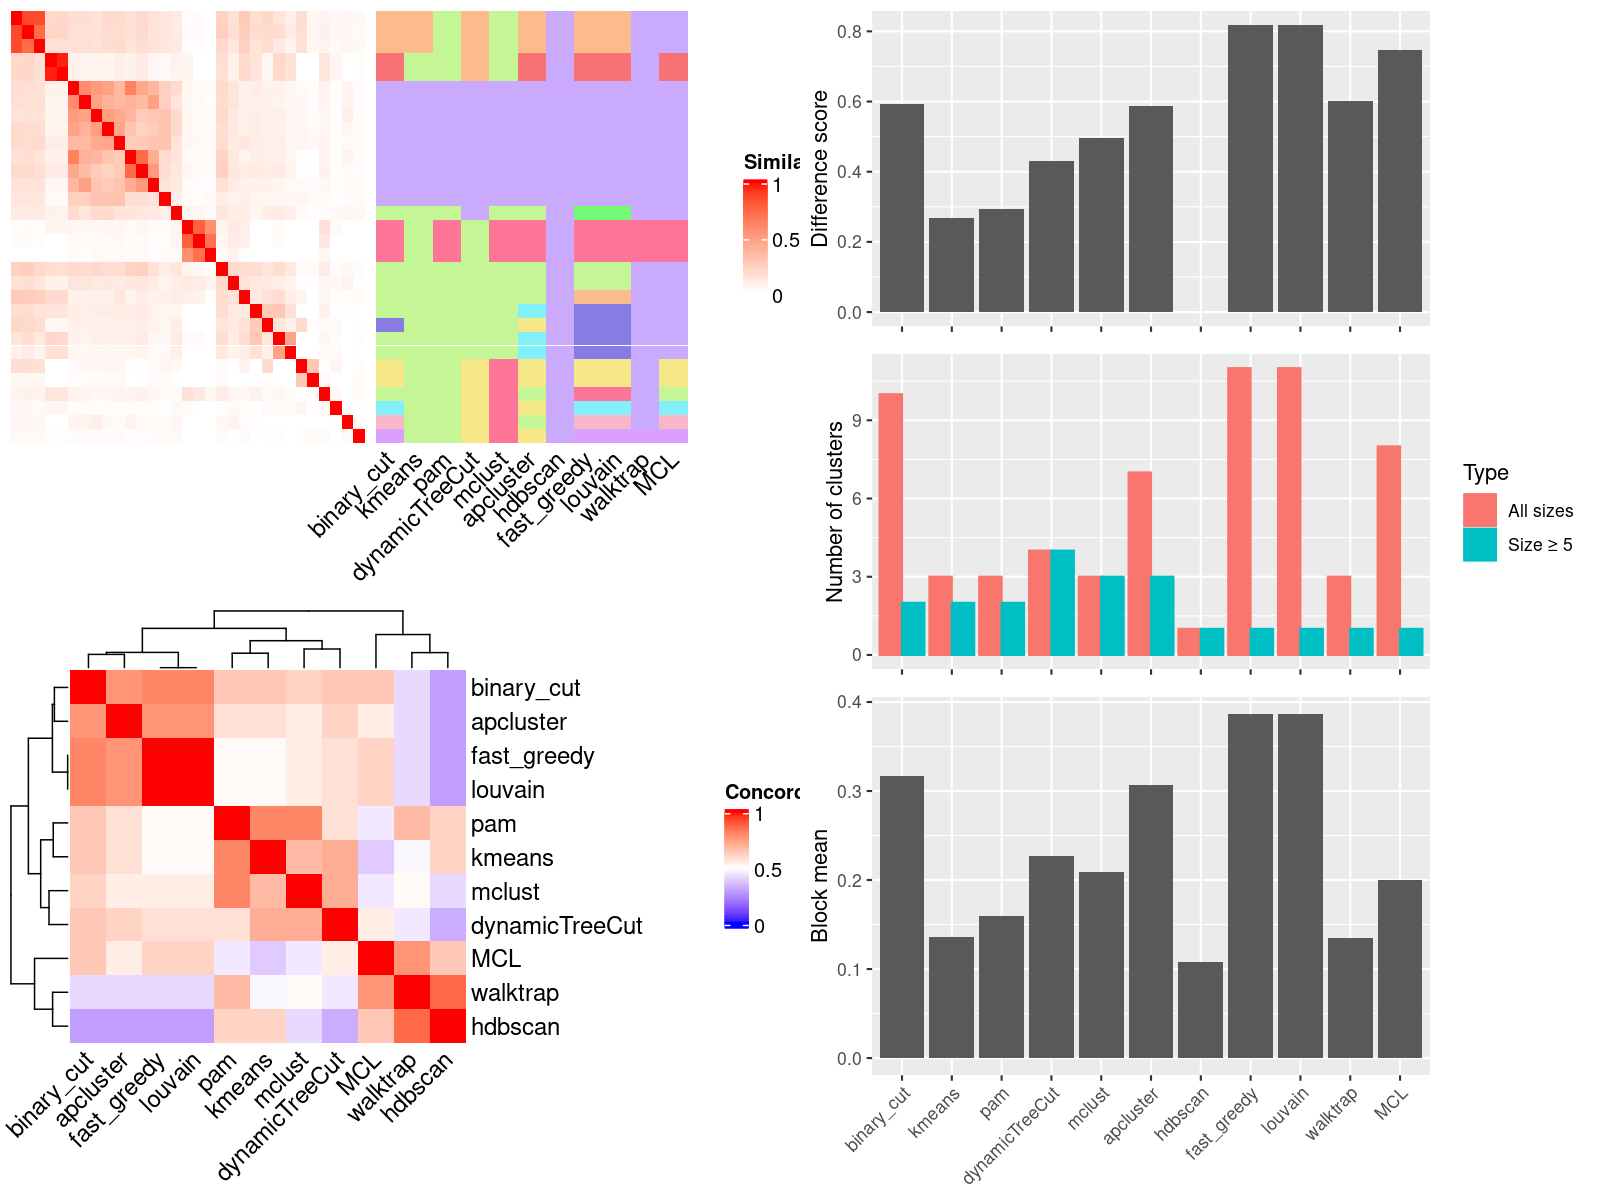 Simila
1
0.5
0
binary_cut
kmeans
pam
dynamicTreeCut
mclust
apcluster
hdbscan
fast_greedy
louvain
walktrap
MCL
binary_cut
apcluster
fast_greedy
louvain
pam
kmeans
mclust
dynamicTreeCut
MCL
walktrap
hdbscan
binary_cut
apcluster
fast_greedy
louvain
pam
kmeans
mclust
dynamicTreeCut
MCL
walktrap
hdbscan
Concord
1
0.5
0
Difference score
0.8
0.6
0.4
0.2
0.0
Number of clusters
9
6
3
0
Type
All sizes
Size ≥ 5
Block mean
0.4
0.3
0.2
0.1
0.0
binary_cut
kmeans
pam
dynamicTreeCut
mclust
apcluster
hdbscan
fast_greedy
louvain
walktrap
MCL